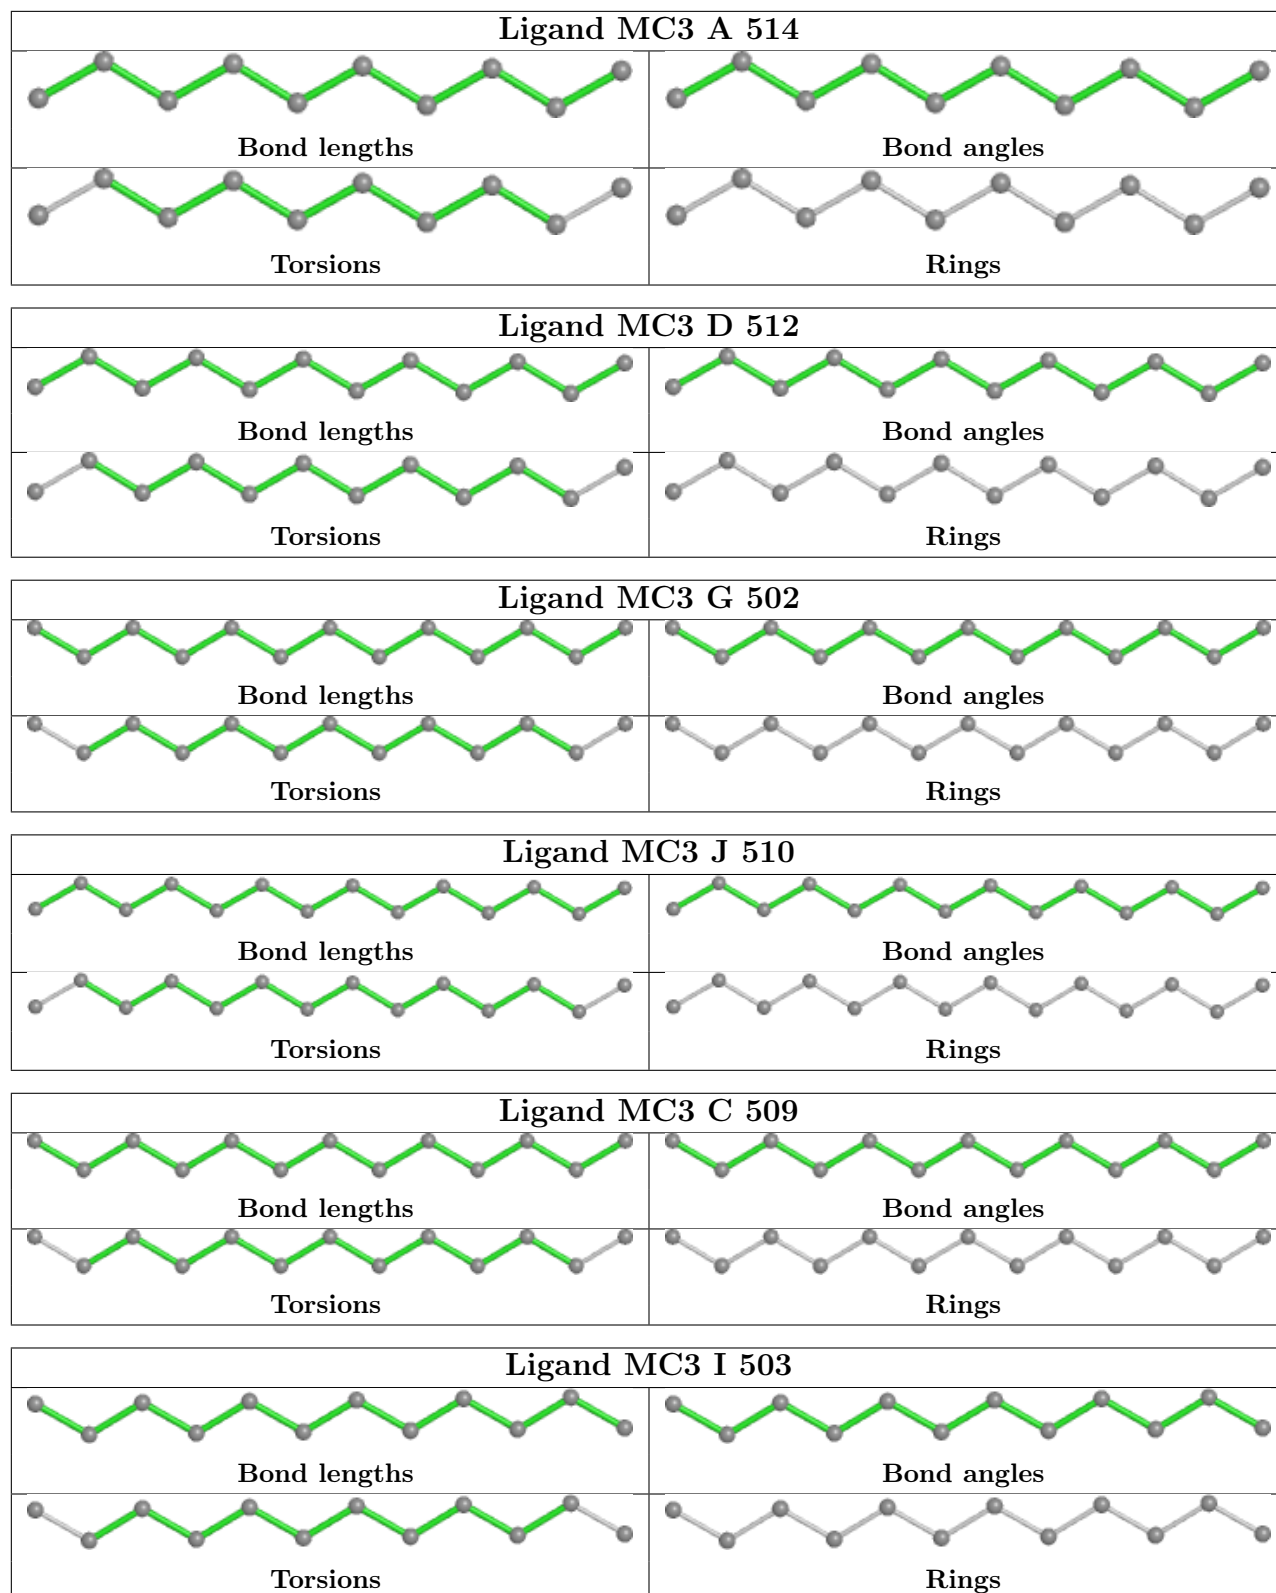 Ligand MC3 A 514
Bond lengths Bond angles
Torsions Rings
Ligand MC3 D 512
Bond lengths Bond angles
Torsions Rings
Ligand MC3 G 502
Bond lengths Bond angles
Torsions Rings
Ligand MC3 J 510
Bond lengths Bond angles
Torsions Rings
Ligand MC3 C 509
Bond lengths Bond angles
Torsions Rings
Ligand MC3 I 503
Bond lengths Bond angles
Torsions Rings